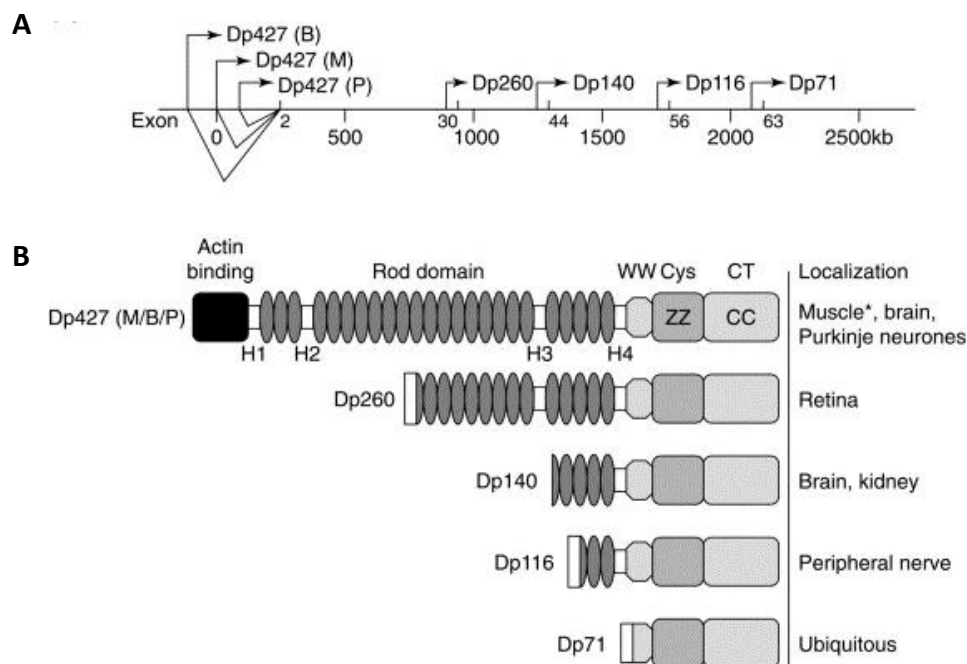 A
Dp427 (B)
Dp427 (M)
Dp427 (P)
Dp260
Dp140
Dp116
Dp71
Exon
2
30
44
56
63
0
500
1000
1500
2000
2500kb
B
Actin
binding
Rod domain
WW Cys
CT
Localization
Dp427 (M/B/P)
ZZ
CC
Muscle*, brain,
Purkinje neurones
H1
H2
H3
H4
Dp260
Retina
Dp140
Brain, kidney
Dp116
Peripheral nerve
Dp71
Ubiquitous